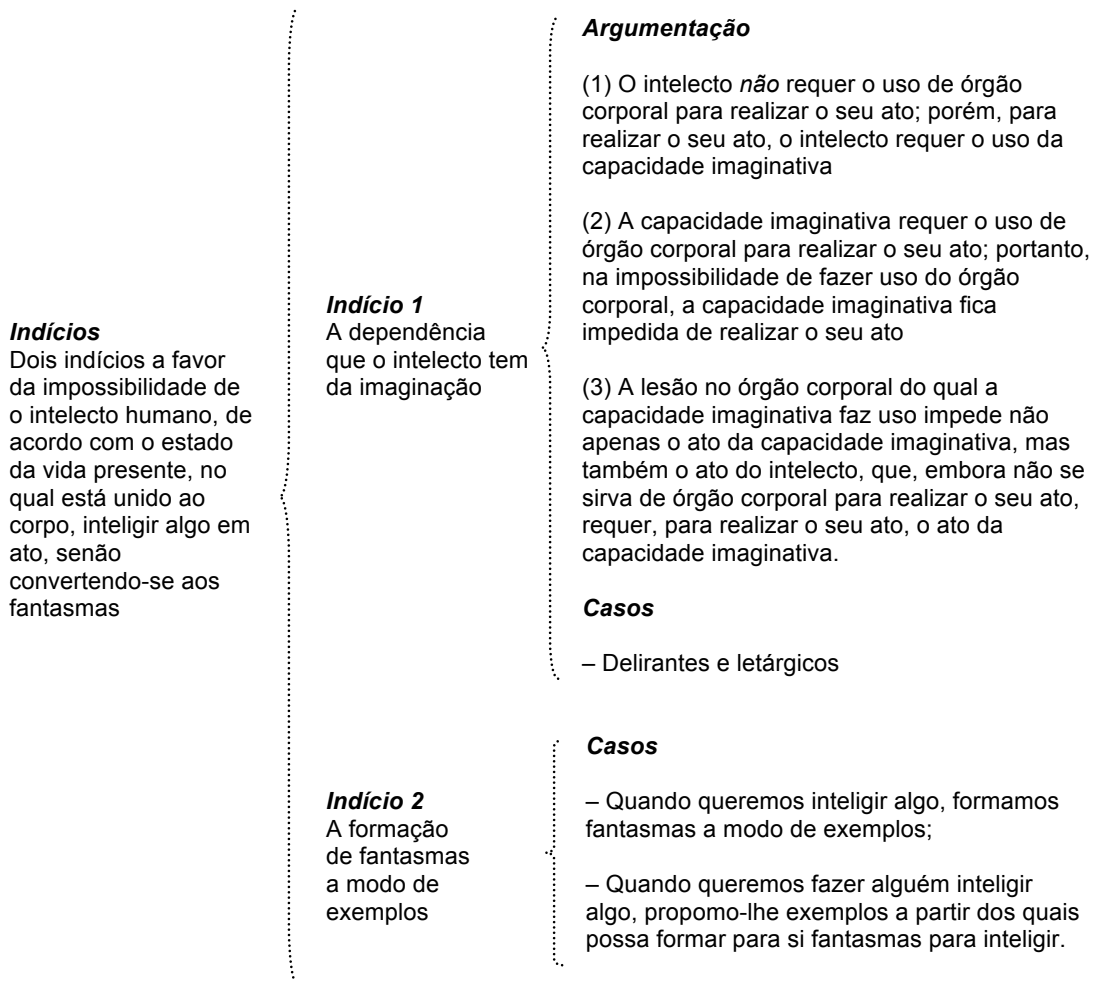 Indícios
Dois indícios a favor
da impossibilidade de
o intelecto humano, de
acordo com o estado
da vida presente, no
qual está unido ao
corpo, inteligir algo em
ato, senão
convertendo-se aos
fantasmas
Indício 1
A dependência
que o intelecto tem
da imaginação
Argumentação
(1) O intelecto não requer o uso de órgão
corporal para realizar o seu ato; porém, para
realizar o seu ato, o intelecto requer o uso da
capacidade imaginativa
(2) A capacidade imaginativa requer o uso de
órgão corporal para realizar o seu ato; portanto,
na impossibilidade de fazer uso do órgão
corporal, a capacidade imaginativa fica
impedida de realizar o seu ato
(3) A lesão no órgão corporal do qual a
capacidade imaginativa faz uso impede não
apenas o ato da capacidade imaginativa, mas
também o ato do intelecto, que, embora não se
sirva de órgão corporal para realizar o seu ato,
requer, para realizar o seu ato, o ato da
capacidade imaginativa.
Casos
– Delirantes e letárgicos
Indício 2
A formação
de fantasmas
a modo de
exemplos
Casos
– Quando queremos inteligir algo, formamos
fantasmas a modo de exemplos;
– Quando queremos fazer alguém inteligir
algo, propomo-lhe exemplos a partir dos quais
possa formar para si fantasmas para inteligir.